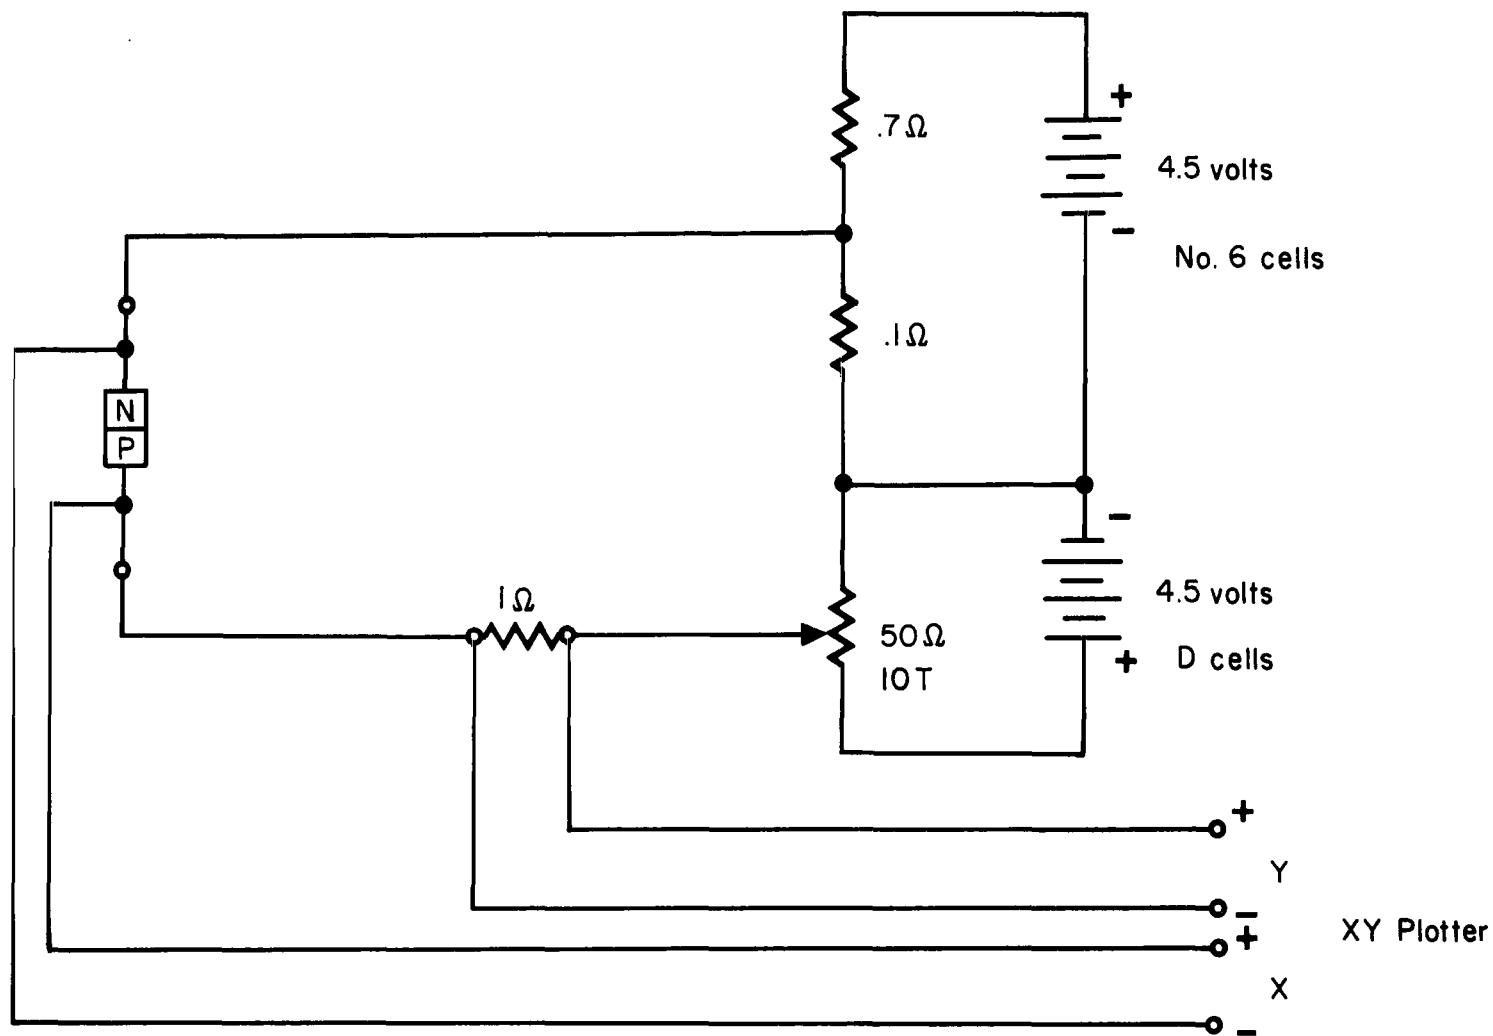 +
.7Ω
4.5 volts
−
No. 6 cells
.1Ω
N
P
−
1Ω
4.5 volts
50Ω
10T
D cells
+
+
Y
−
+
XY Plotter
X
−